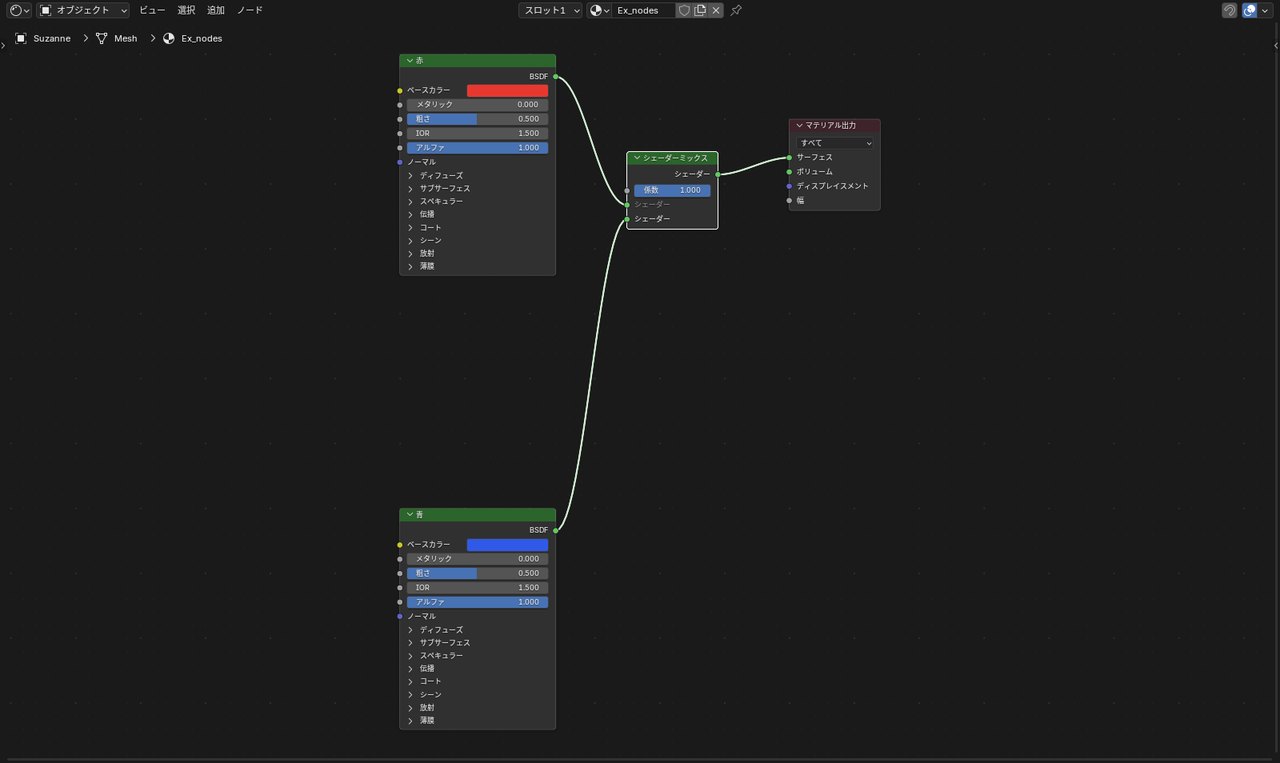 オブジェクト ビュー 選択 追加 ノード スロット1 Ex_nodes
Suzanne Mesh Ex_nodes
赤
BSDF
ベースカラー
メタリック 0.000
粗さ 0.500
IOR 1.500
アルファ 1.000
ノーマル
ディフューズ
サブサーフェス
スペキュラー
伝播
コート
シーン
放射
薄膜
シェーダーミックス
シェーダー
係数 1.000
シェーダー
シェーダー
マテリアル出力
すべて
サーフェス
ボリューム
ディスプレイスメント
幅
青
BSDF
ベースカラー
メタリック 0.000
粗さ 0.500
IOR 1.500
アルファ 1.000
ノーマル
ディフューズ
サブサーフェス
スペキュラー
伝播
コート
シーン
放射
薄膜